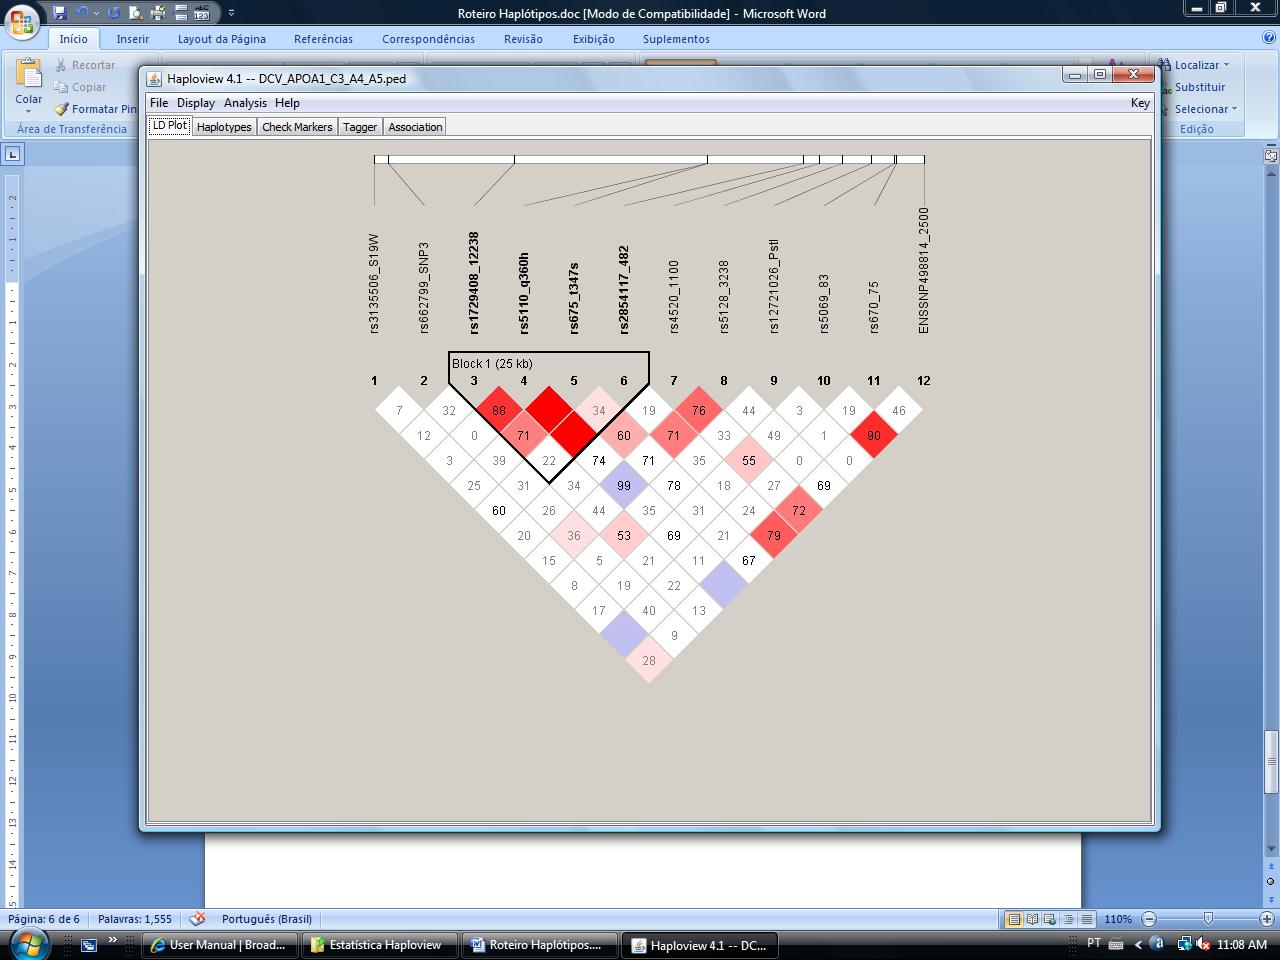 Roteiro Haplótipos.doc [Modo de Compatibilidade] - Microsoft Word
Início Inserir Layout da Página Referências Correspondências Revisão Exibição Suplementos
Colar
Recortar
Copiar
Formatar Pin
Área de Transferência
Localizar
Substituir
Selecionar
Edição
Haploview 4.1 -- DCV_APOA1_C3_A4_A5.ped
File Display Analysis Help Key
LD Plot Haplotypes Check Markers Tagger Association
rs3135506_S19W
rs662799_SNP3
rs1729408_12238
rs5110_q360h
rs675_t347s
rs2854117_482
rs4520_1100
rs5128_3238
rs12721026_PstI
rs5069_83
rs670_75
ENSSNP498814_2500
Block 1 (25 kb)
1 2 3 4 5 6 7 8 9 10 11 12
7 32 88 34 19 76 44 3 19 46
12 0 71 60 71 33 49 1 90
3 39 22 74 71 35 55 0 0
25 31 34 99 78 18 27 69
60 26 44 35 31 24 72
20 36 53 69 21 79
15 5 21 11 67
8 19 22
17 40 13
9
28
Página: 6 de 6 Palavras: 1,555 Português (Brasil) 110%
User Manual | Broad... Estatística Haploview Roteiro Haplótipos.... Haploview 4.1 -- DC... PT 11:08 AM